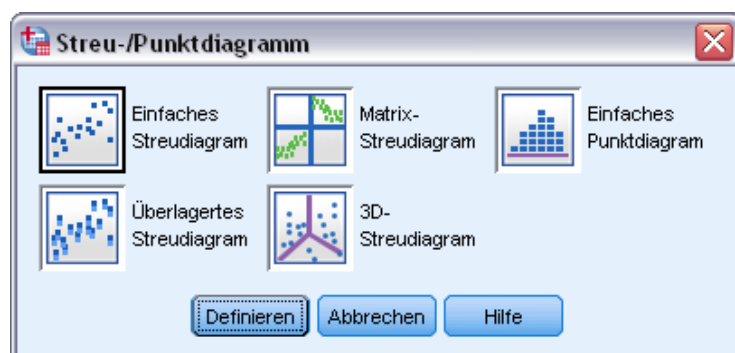 Streu-/Punktdiagramm
Einfaches
Streudiagram
Matrix-
Streudiagram
Einfaches
Punktdiagram
Überlagertes
Streudiagram
3D-
Streudiagram
Definieren
Abbrechen
Hilfe